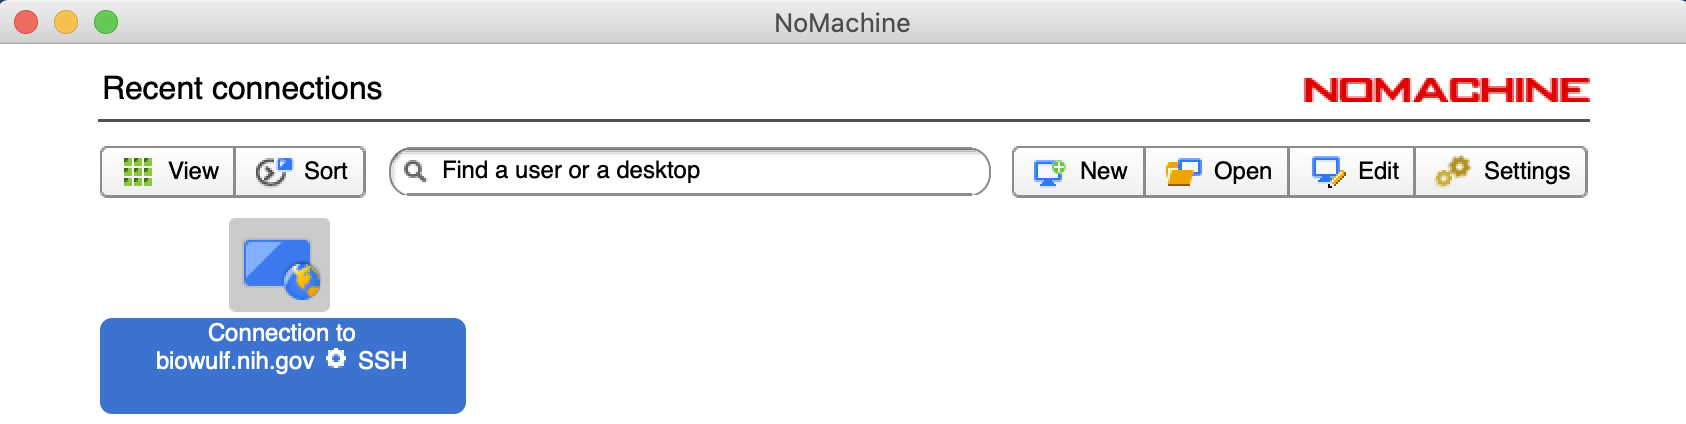 NoMachine
Recent connections
NOMACHINE
View
Sort
Find a user or a desktop
New
Open
Edit
Settings
Connection to
biowulf.nih.gov SSH